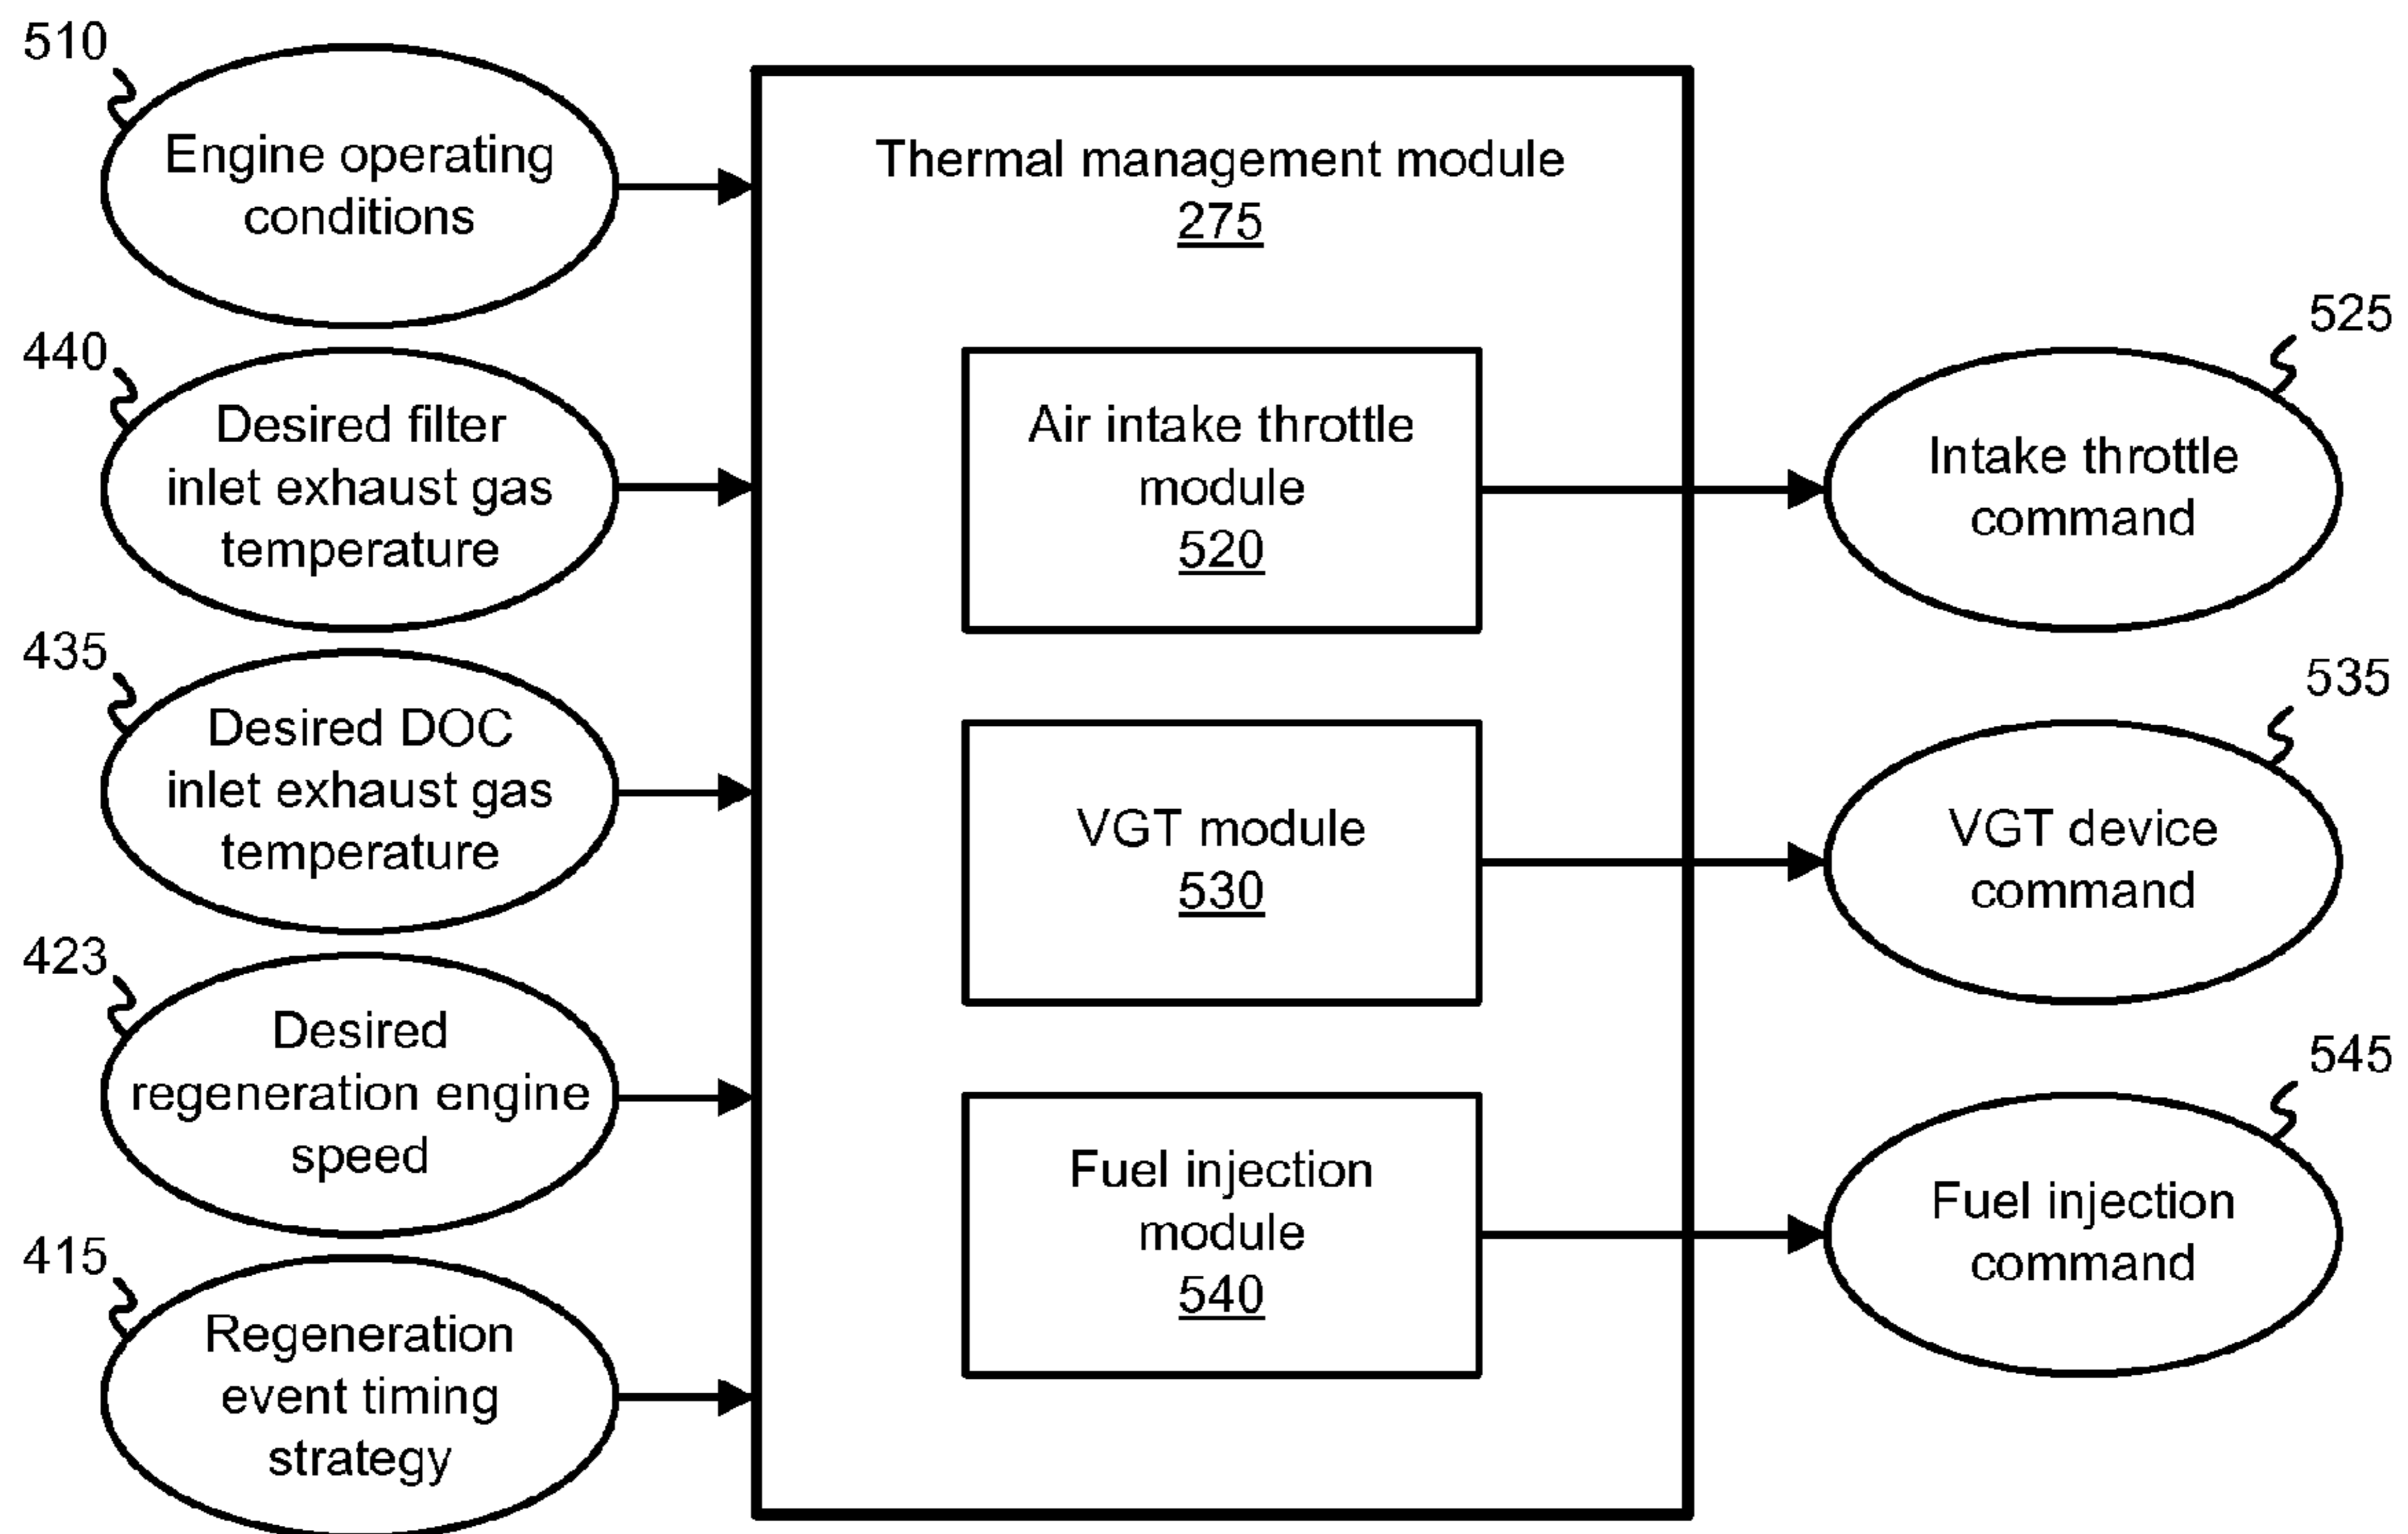 510
Engine operating
conditions
440
Desired filter
inlet exhaust gas
temperature
435
Desired DOC
inlet exhaust gas
temperature
423
Desired
regeneration engine
speed
415
Regeneration
event timing
strategy
Thermal management module
275
Air intake throttle
module
520
VGT module
530
Fuel injection
module
540
525
Intake throttle
command
535
VGT device
command
545
Fuel injection
command